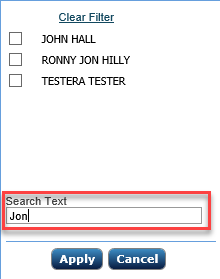 Clear Filter
JOHN HALL
RONNY JON HILLY
TESTERA TESTER
Search Text
Jon
Apply Cancel